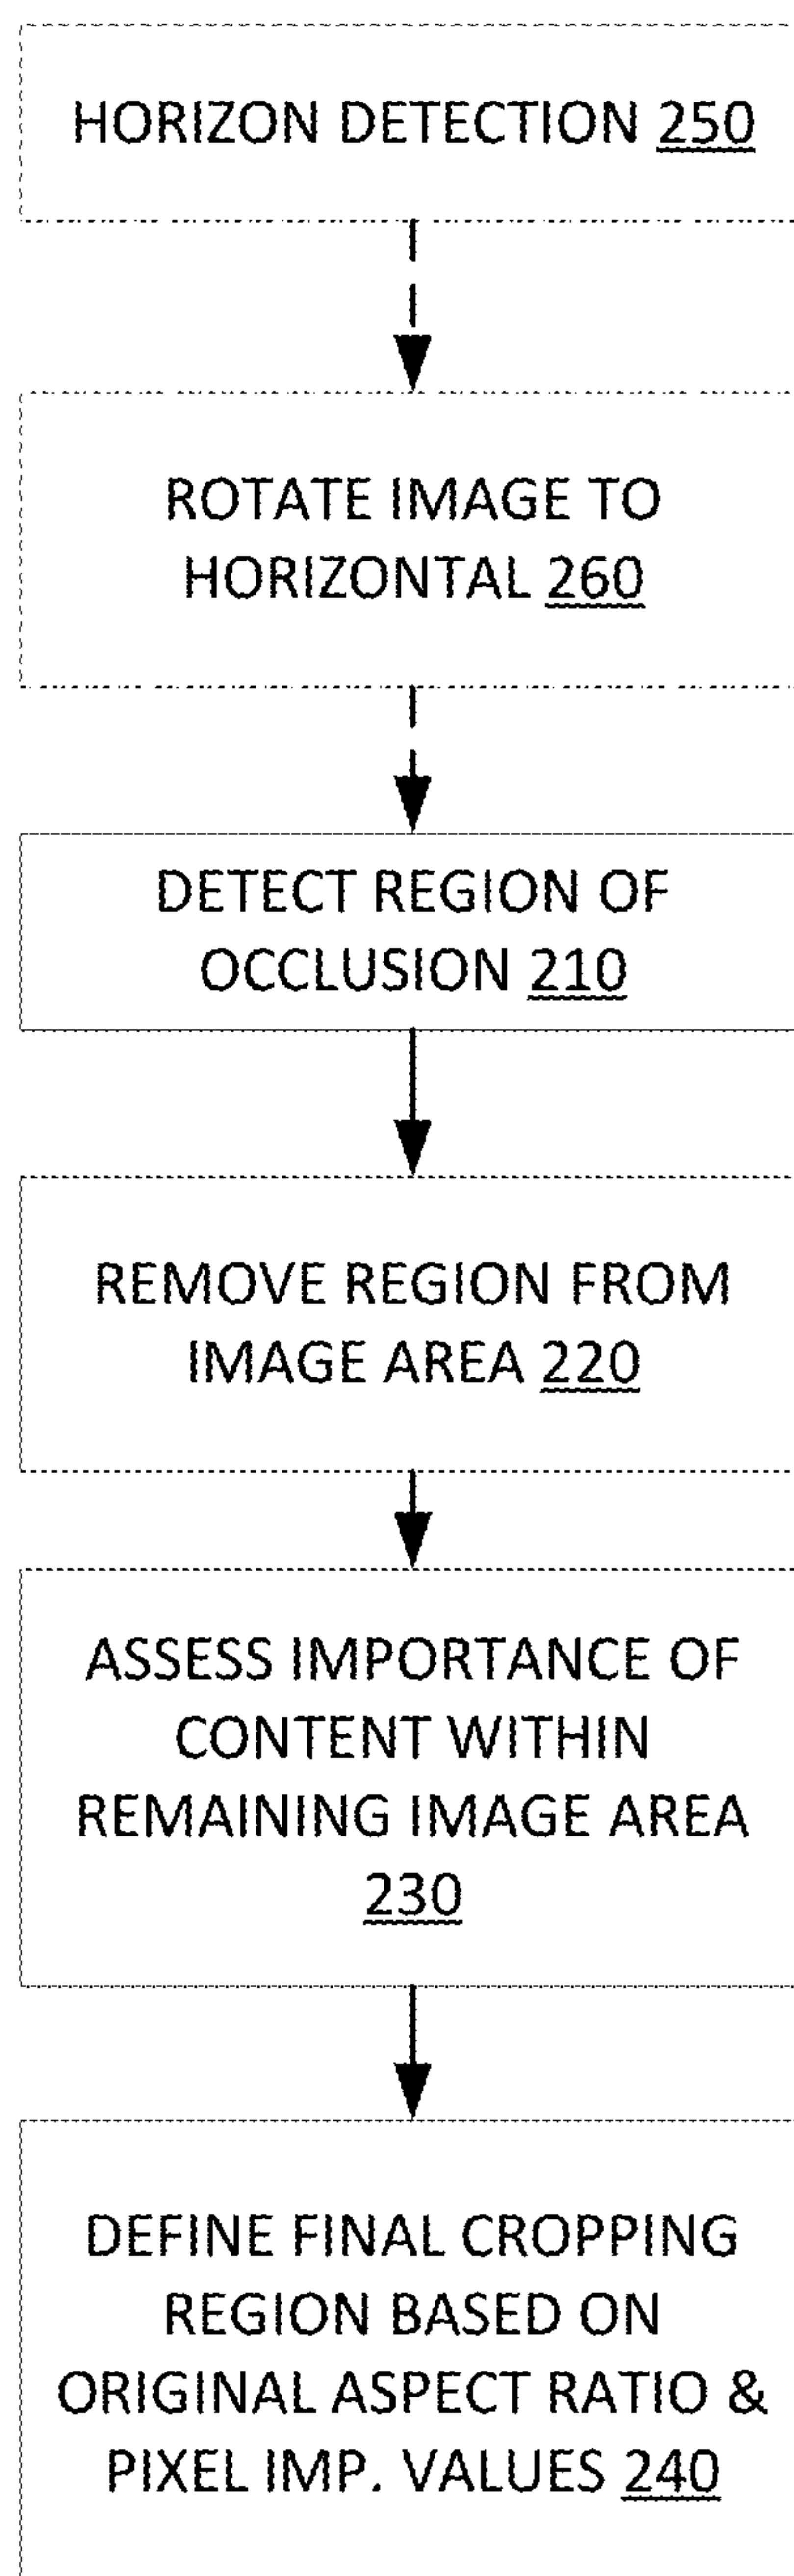 HORIZON DETECTION 250
ROTATE IMAGE TO
HORIZONTAL 260
DETECT REGION OF
OCCLUSION 210
REMOVE REGION FROM
IMAGE AREA 220
ASSESS IMPORTANCE OF
CONTENT WITHIN
REMAINING IMAGE AREA
230
DEFINE FINAL CROPPING
REGION BASED ON
ORIGINAL ASPECT RATIO &
PIXEL IMP. VALUES 240